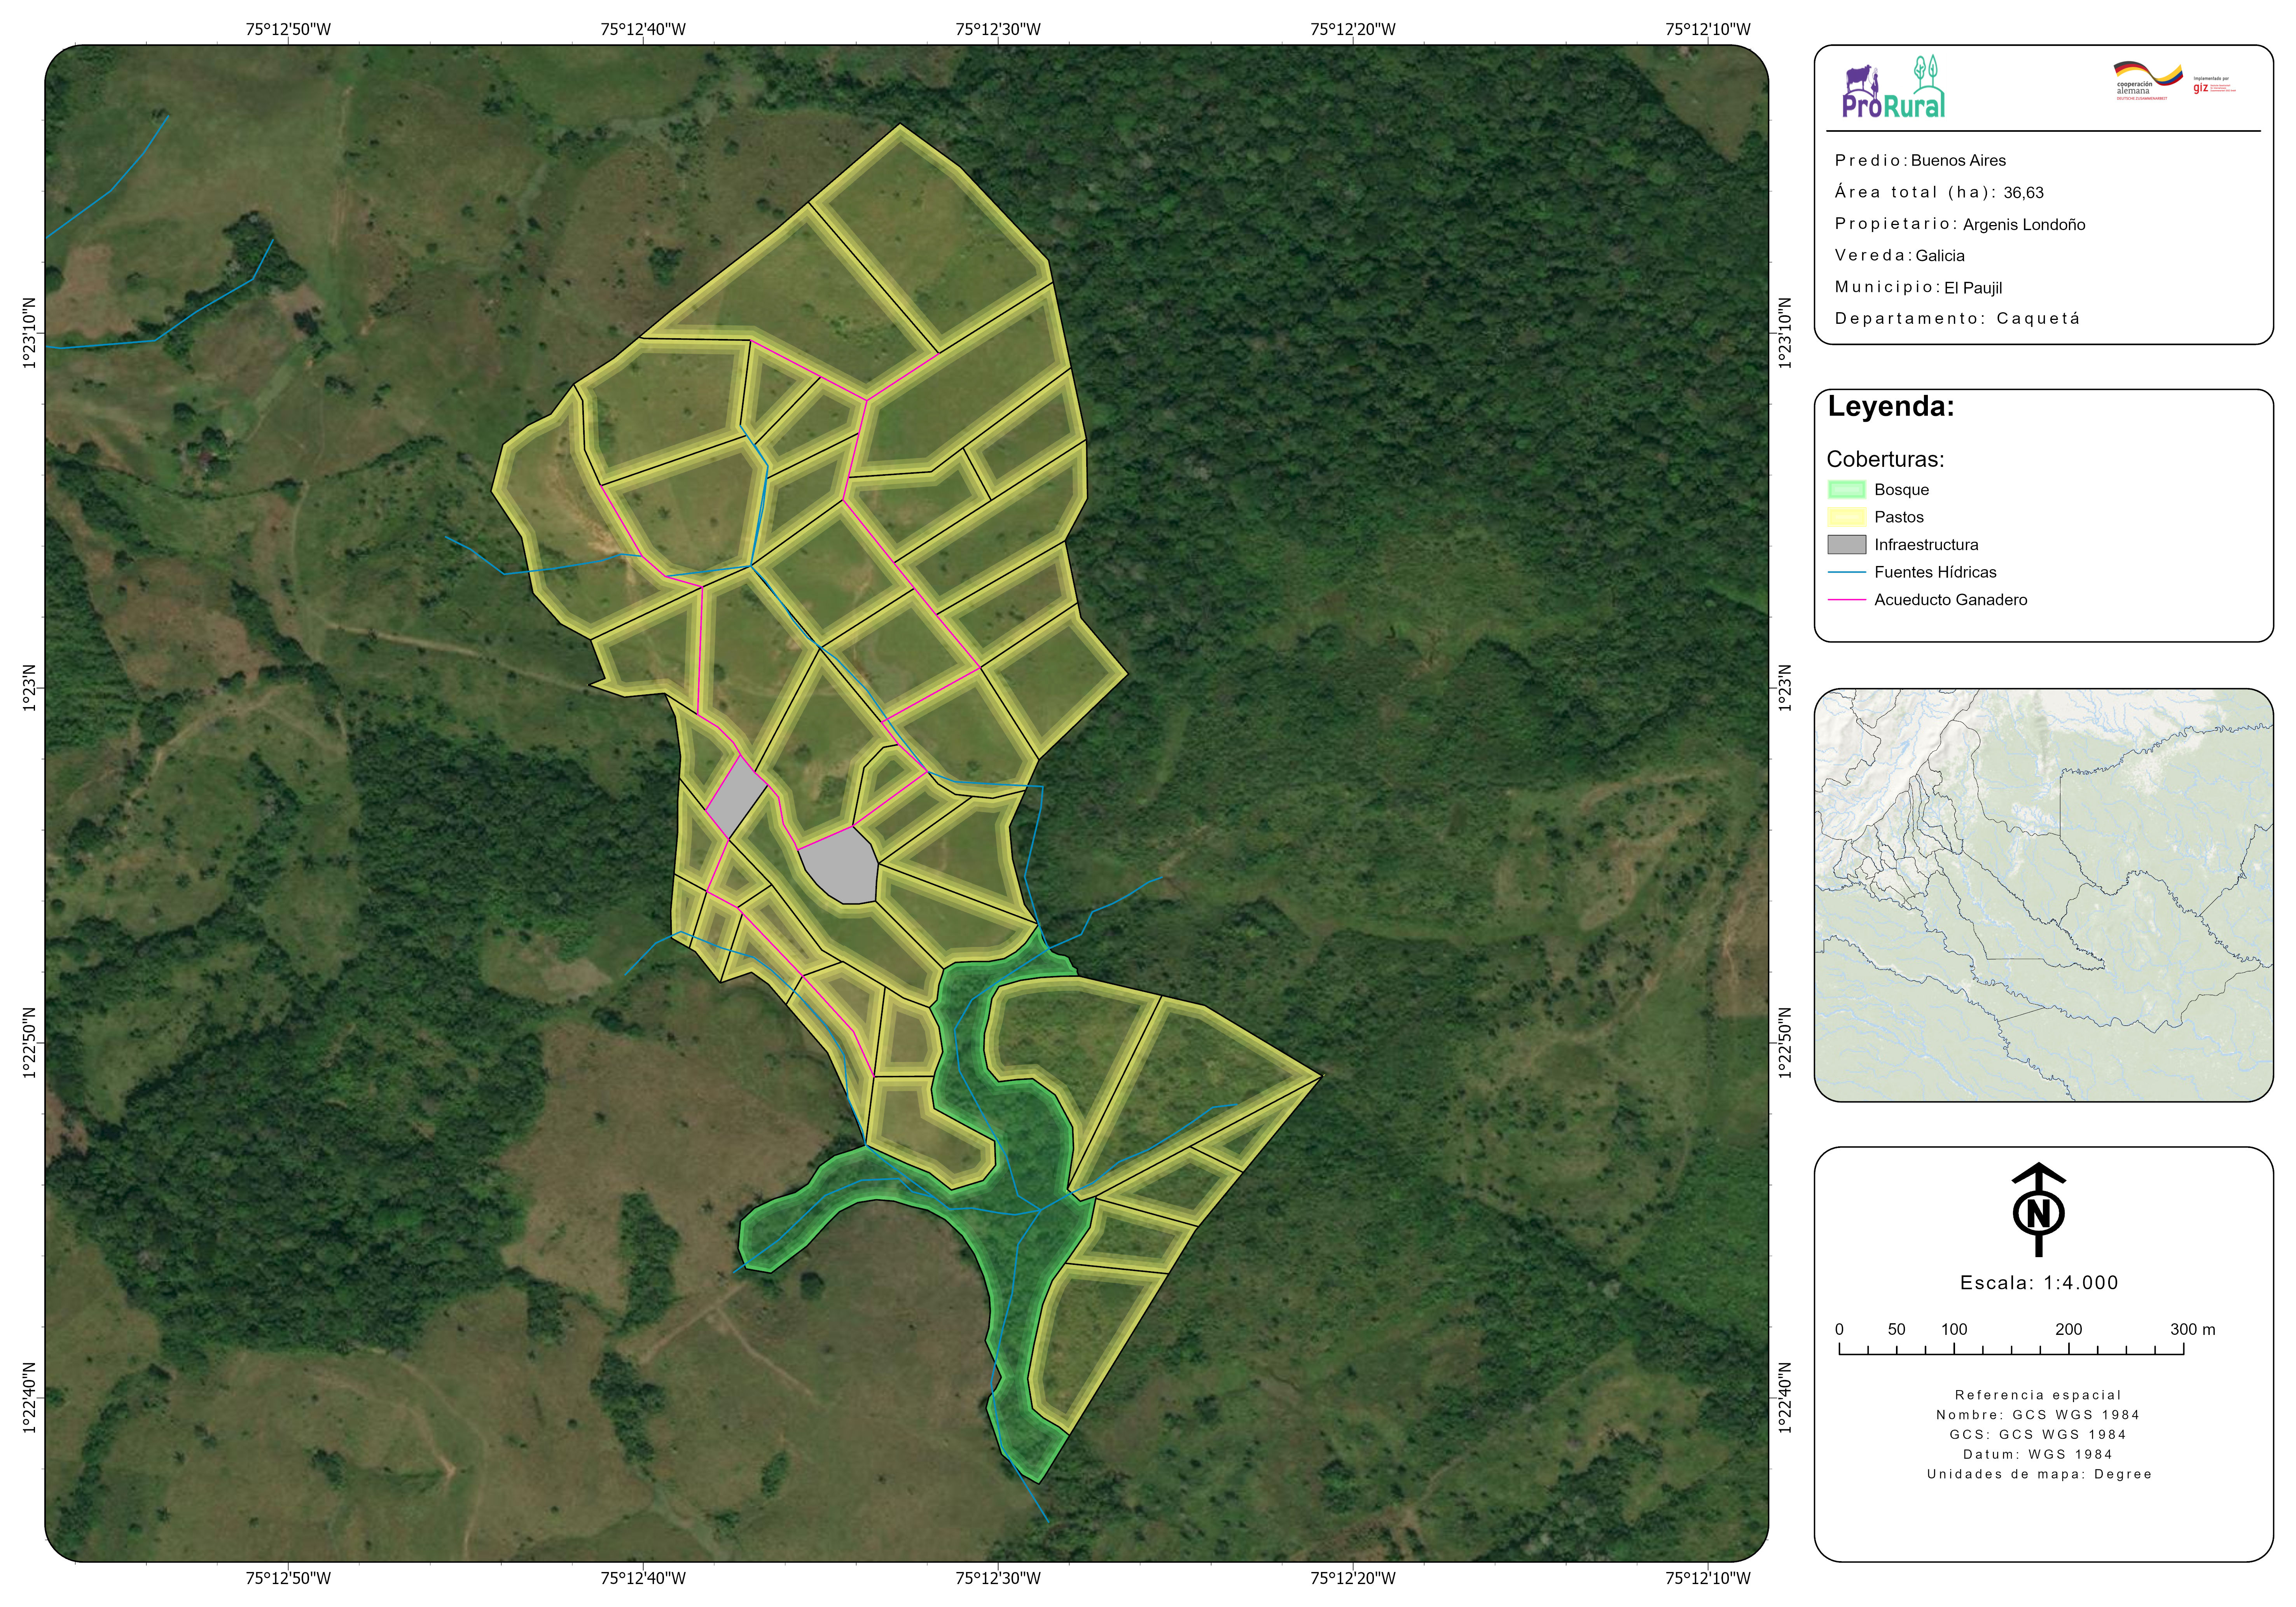 75°12'50"W
75°12'40"W
75°12'30"W
75°12'20"W
75°12'10"W
1°23'10"N
1°23'N
1°22'50"N
1°22'40"N
1°23'10"N
1°23'N
1°22'50"N
1°22'40"N
75°12'50"W
75°12'40"W
75°12'30"W
75°12'20"W
75°12'10"W
ProRural
cooperación
alemana
DEUTSCHE ZUSAMMENARBEIT
Implementada por
giz
Predio: Buenos Aires
Área total (ha): 36,63
Propietario: Argenis Londoño
Vereda: Galicia
Municipio: El Paujil
Departamento: Caquetá
Leyenda:
Coberturas:
Bosque
Pastos
Infraestructura
Fuentes Hídricas
Acueducto Ganadero
N
Escala: 1:4.000
0 50 100 200 300 m
Referencia espacial
Nombre: GCS WGS 1984
GCS: GCS WGS 1984
Datum: WGS 1984
Unidades de mapa: Degree